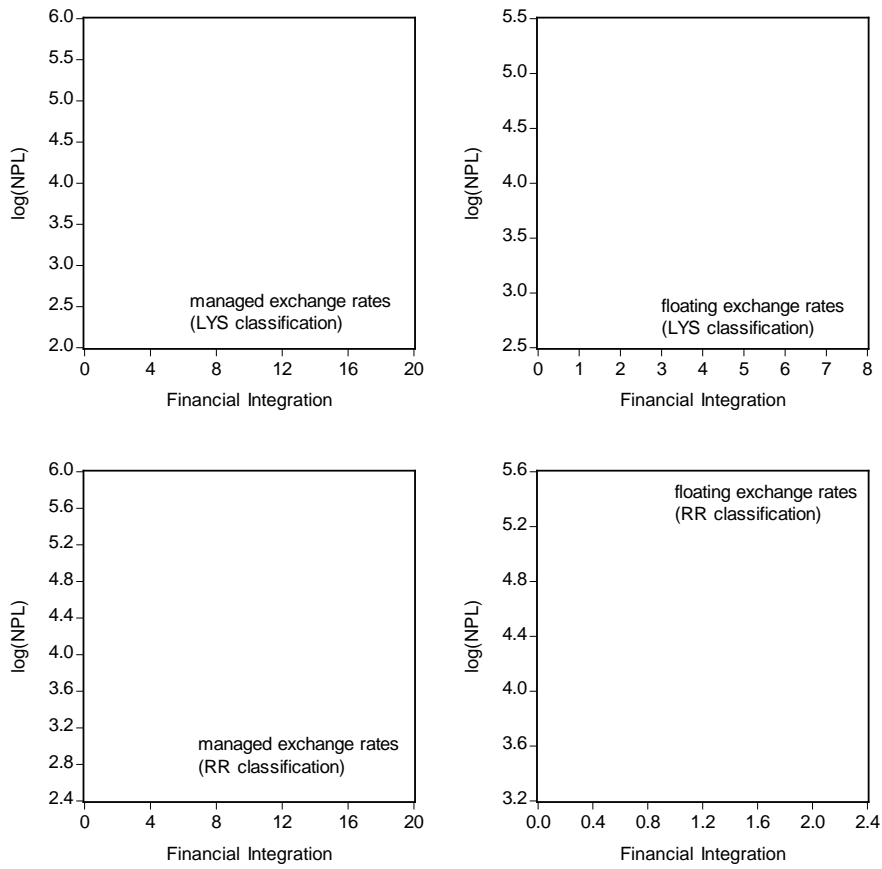 6.0
5.5
5.0
4.5
4.0
3.5
3.0
2.5
2.0
log(NPL)
managed exchange rates
(LYS classification)
0 4 8 12 16 20
Financial Integration
5.5
5.0
4.5
4.0
3.5
3.0
2.5
log(NPL)
floating exchange rates
(LYS classification)
0 1 2 3 4 5 6 7 8
Financial Integration
6.0
5.6
5.2
4.8
4.4
4.0
3.6
3.2
2.8
2.4
log(NPL)
managed exchange rates
(RR classification)
0 4 8 12 16 20
Financial Integration
5.6
5.2
4.8
4.4
4.0
3.6
3.2
log(NPL)
floating exchange rates
(RR classification)
0.0 0.4 0.8 1.2 1.6 2.0 2.4
Financial Integration